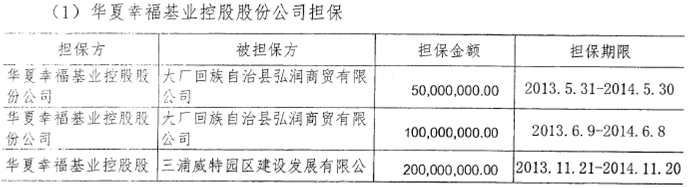 （1）华夏幸福基业控股股份公司担保
担保方 被担保方 担保金额 担保期限
华夏幸福基业控股股份公司 大厂回族自治县弘润商贸有限公司 50,000,000.00 2013.5.31-2014.5.30
华夏幸福基业控股股份公司 大厂回族自治县弘润商贸有限公司 100,000,000.00 2013.6.9-2014.6.8
华夏幸福基业控股股 三浦威特园区建设发展有限公 200,000,000.00 2013.11.21-2014.11.20